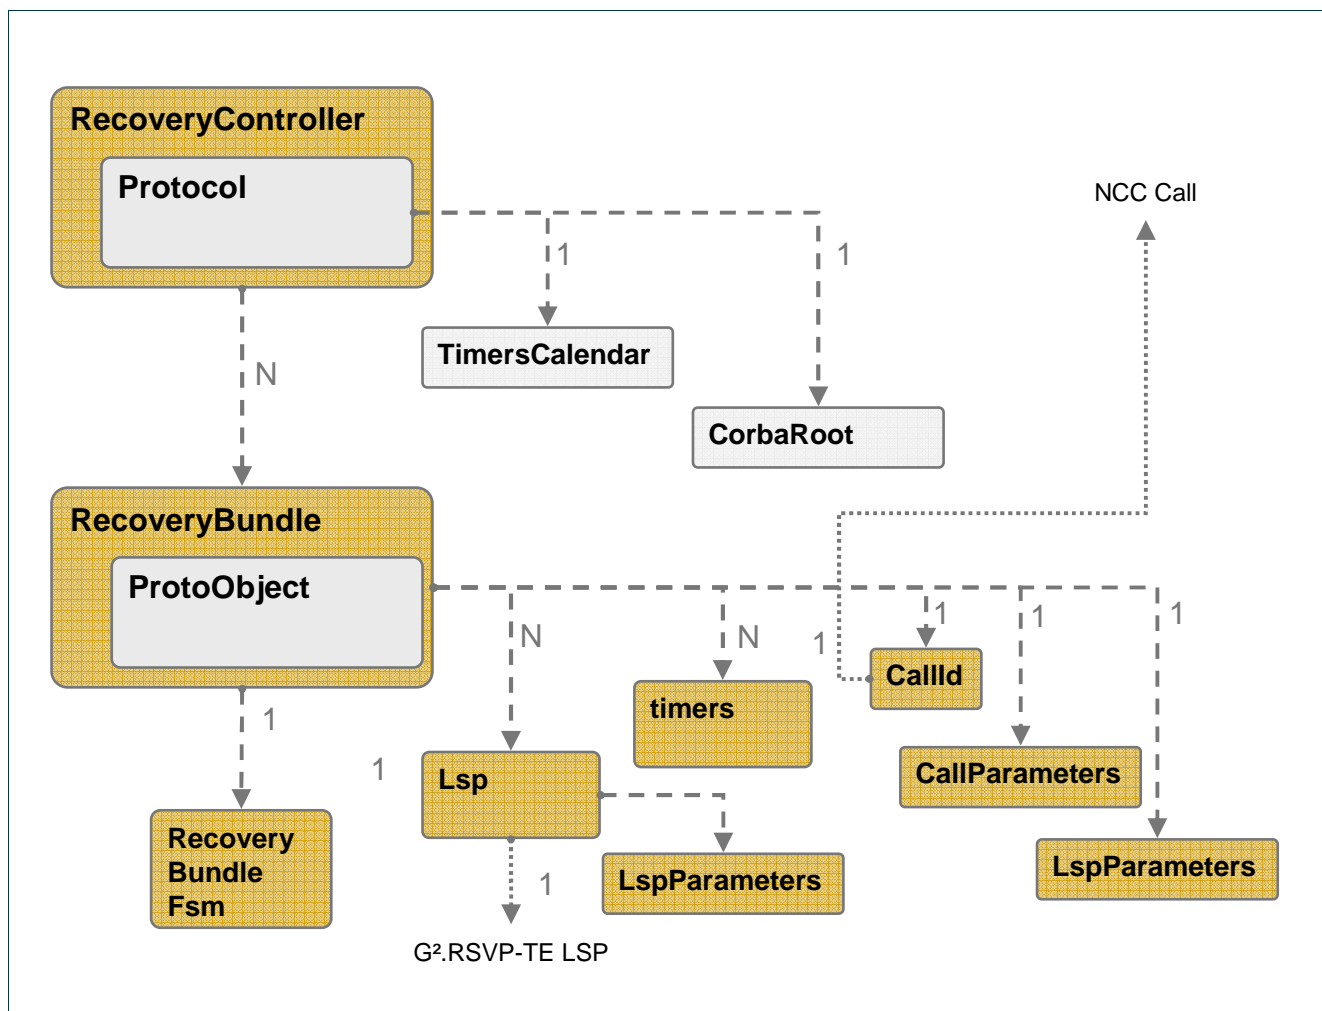 RecoveryController
Protocol
NCC Call
1
1
TimersCalendar
N
CorbaRoot
RecoveryBundle
ProtoObject
N
N
1
1
1
1
CallId
timers
1
1
Lsp
CallParameters
Recovery
Bundle
Fsm
LspParameters
LspParameters
1
G².RSVP-TE LSP